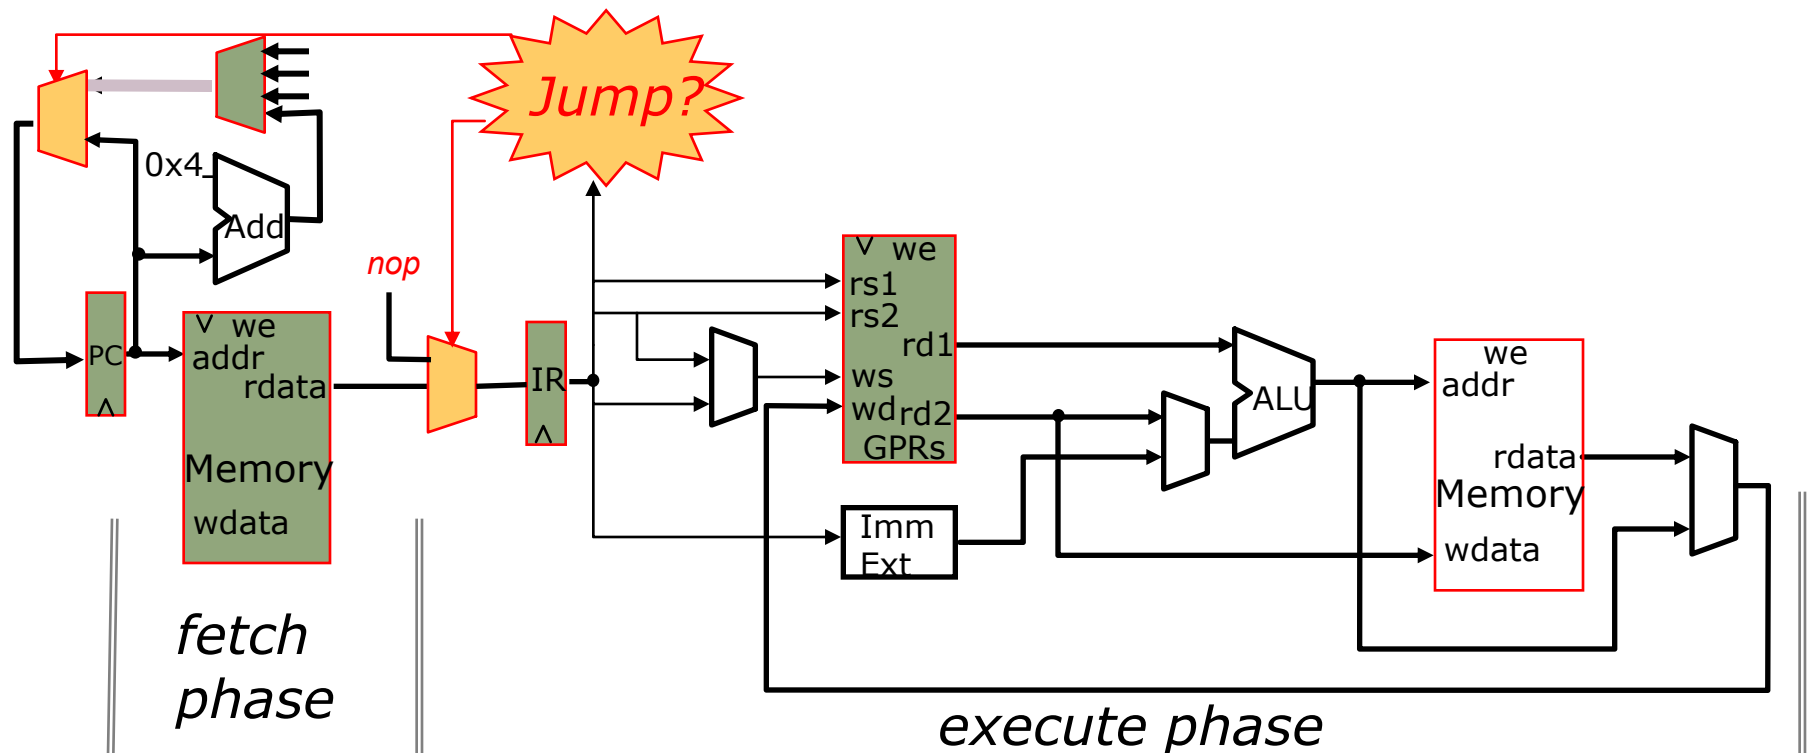 Jump?
0x4
Add
nop
PC
we
addr
rdata
Memory
wdata
IR
we
rs1
rs2
rd1
ws
wd rd2
GPRs
Imm
Ext
ALU
we
addr
rdata
Memory
wdata
fetch
phase
execute phase